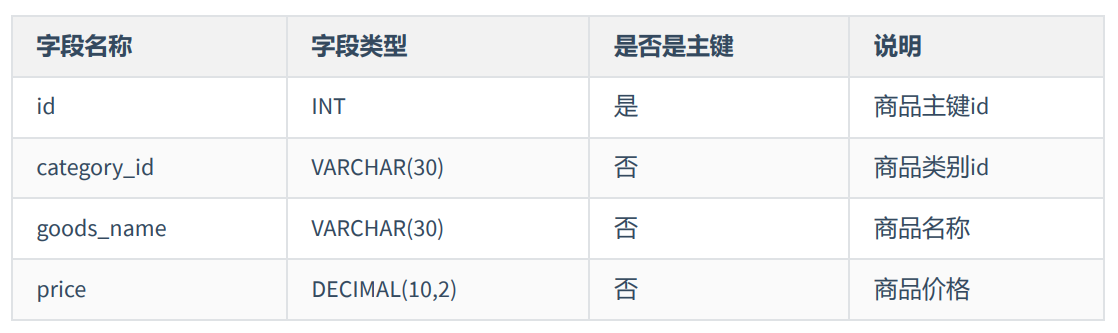 字段名称 字段类型 是否是主键 说明
id INT 是 商品主键id
category_id VARCHAR(30) 否 商品类别id
goods_name VARCHAR(30) 否 商品名称
price DECIMAL(10,2) 否 商品价格